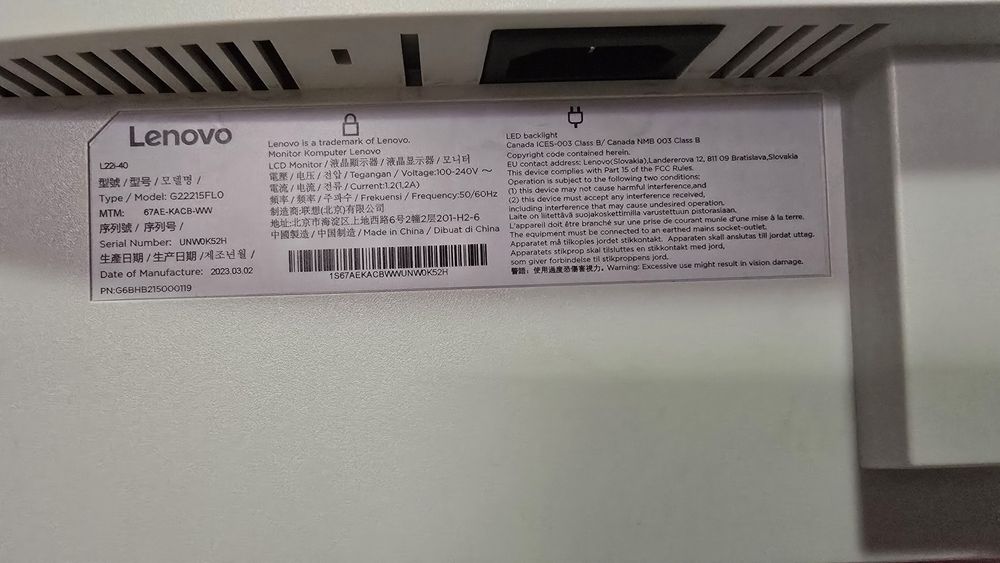 Lenovo
L22i-40
型號 / 型号 / 모델명 /
Type / Model: G22215FL0
MTM: 67AE-KACB-WW
序列號 / 序列号 /
Serial Number: UNW0K52H
生產日期 / 生产日期 / 제조년월 /
Date of Manufacture: 2023.03.02
PN:G6BHB215000119
Lenovo is a trademark of Lenovo.
Monitor Komputer Lenovo
LCD Monitor / 液晶顯示器 / 液晶显示器 / 모니터
電壓 / 电压 / 전압 / Tegangan / Voltage:100-240V ～
電流 / 电流 / 전류 / Current:1.2(1,2A)
頻率 / 频率 / 주파수 / Frekuensi / Frequency:50/60Hz
制造商:联想(北京)有限公司
地址:北京市海淀区上地西路6号2幢2层201-H2-6
中國製造 / 中国制造 / Made in China / Dibuat di China
1S67AEKACBWWUNW0K52H
LED backlight
Canada ICES-003 Class B/ Canada NMB 003 Class B
Copyright code contained herein.
EU contact address: Lenovo(Slovakia),Landererova 12, 811 09 Bratislava,Slovakia
This device complies with Part 15 of the FCC Rules.
Operation is subject to the following two conditions:
(1) this device may not cause harmful interference,and
(2) this device must accept any interference received,
including interference that may cause undesired operation.
Laite on liitettävä suojakoskettimilla varustettuun pistorasiaan.
L'appareil doit être branché sur une prise de courant munie d'une mise à la terre.
The equipment must be connected to an earthed mains socket-outlet.
Apparatet må tilkoples jordet stikkontakt. Apparaten skall anslutas till jordat uttag.
Apparatets stikprop skal tilsluttes en stikkontakt med jord,
som giver forbindelse til stikproppens jord.
警語: 使用過度恐傷害視力。Warning: Excessive use might result in vision damage.